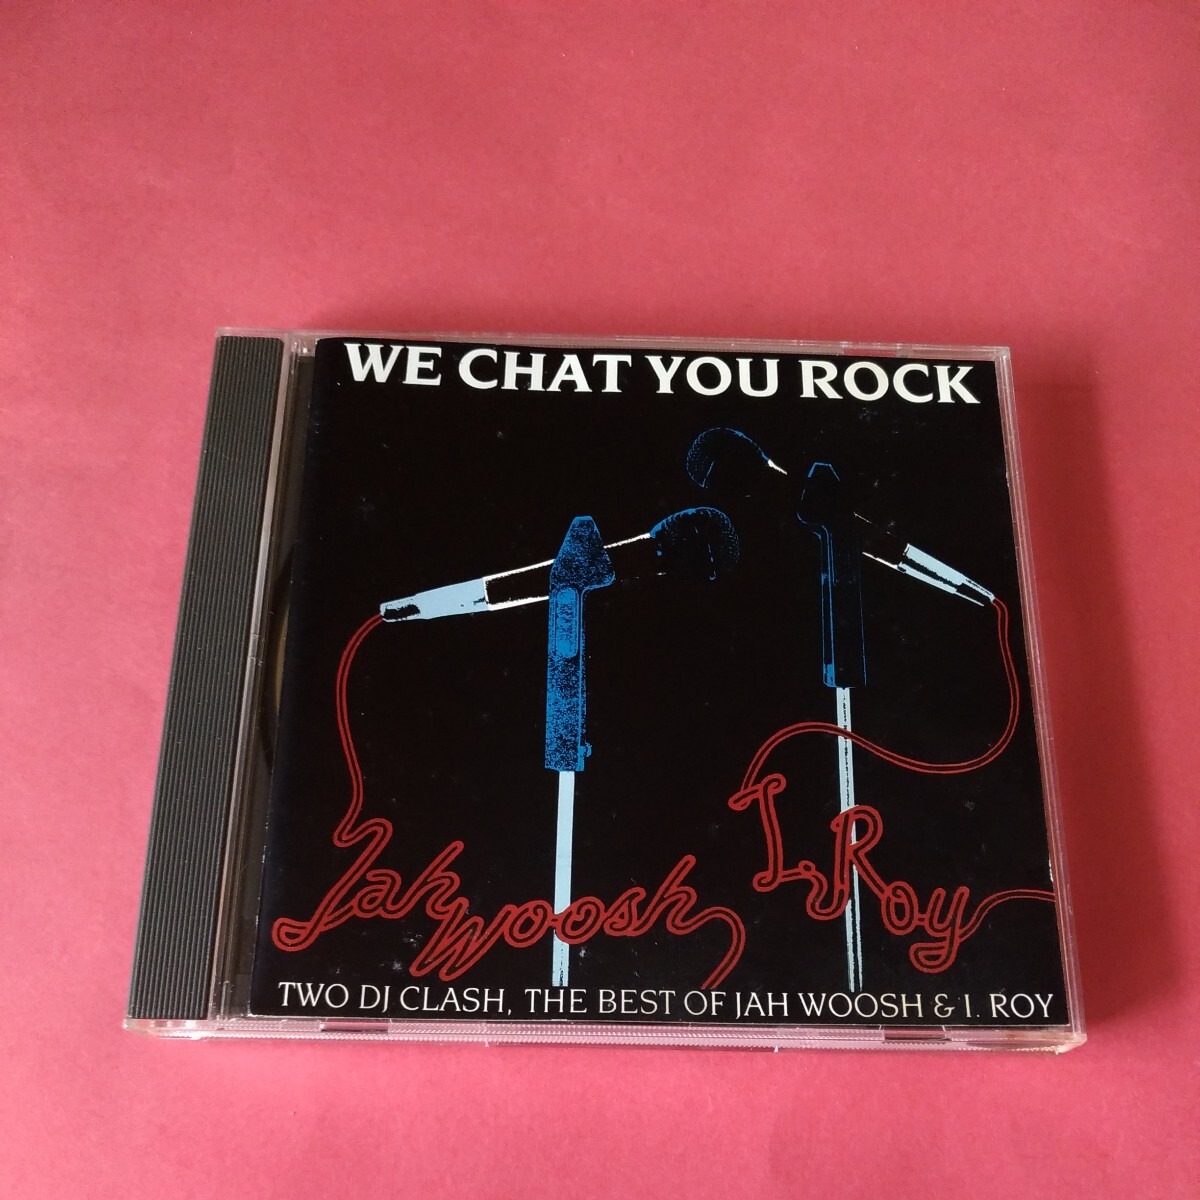 WE CHAT YOU ROCK
I. Roy
Jah Woosh
TWO DJ CLASH, THE BEST OF JAH WOOSH & I. ROY